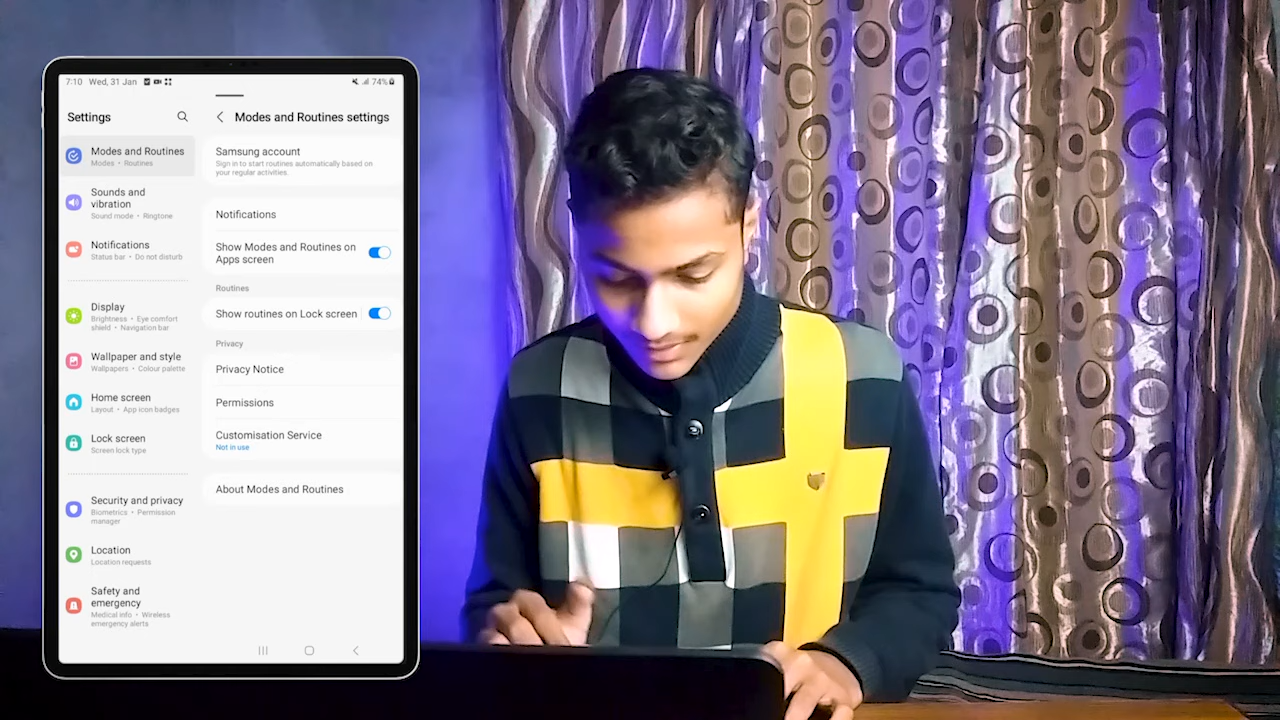 7:10 Wed, 31 Jan
74%
Settings
Modes and Routines
Modes • Routines
Sounds and
vibration
Sound mode • Ringtone
Notifications
Status bar • Do not disturb
Display
Brightness • Eye comfort
shield • Navigation bar
Wallpaper and style
Wallpapers • Colour palette
Home screen
Layout • App icon badges
Lock screen
Screen lock type
Security and privacy
Biometrics • Permission
manager
Location
Location requests
Safety and
emergency
Medical info • Wireless
emergency alerts
Modes and Routines settings
Samsung account
Sign in to start routines automatically based on
your regular activities.
Notifications
Show Modes and Routines on
Apps screen
Routines
Show routines on Lock screen
Privacy
Privacy Notice
Permissions
Customisation Service
Not in use
About Modes and Routines